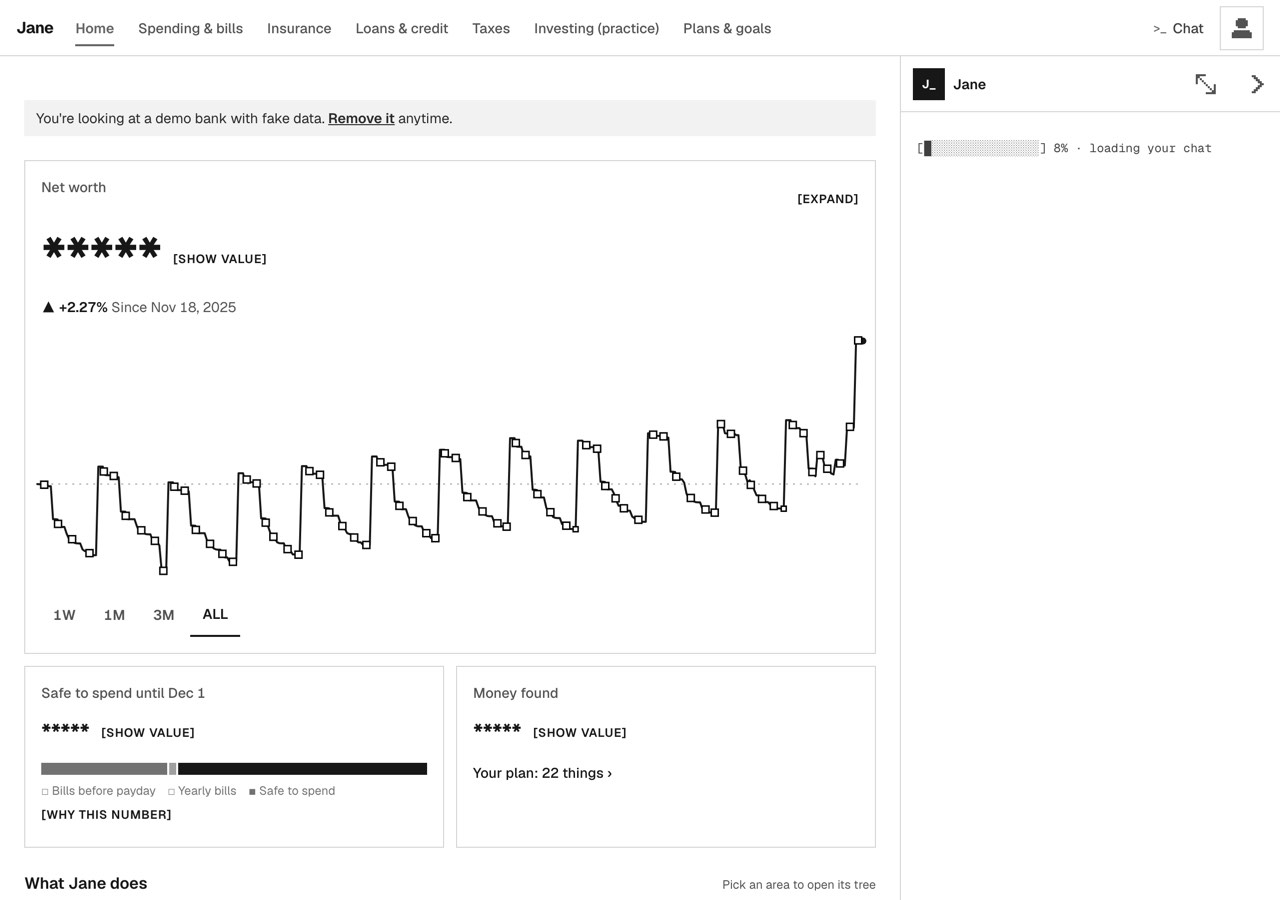 Jane
Home
Spending & bills
Insurance
Loans & credit
Taxes
Investing (practice)
Plans & goals
>_ Chat
J_
Jane
You're looking at a demo bank with fake data. Remove it anytime.
[ ] 8% · loading your chat
Net worth
[EXPAND]
***** [SHOW VALUE]
▲ +2.27% Since Nov 18, 2025
1W
1M
3M
ALL
Safe to spend until Dec 1
***** [SHOW VALUE]
□ Bills before payday □ Yearly bills ■ Safe to spend
[WHY THIS NUMBER]
Money found
***** [SHOW VALUE]
Your plan: 22 things ›
What Jane does
Pick an area to open its tree